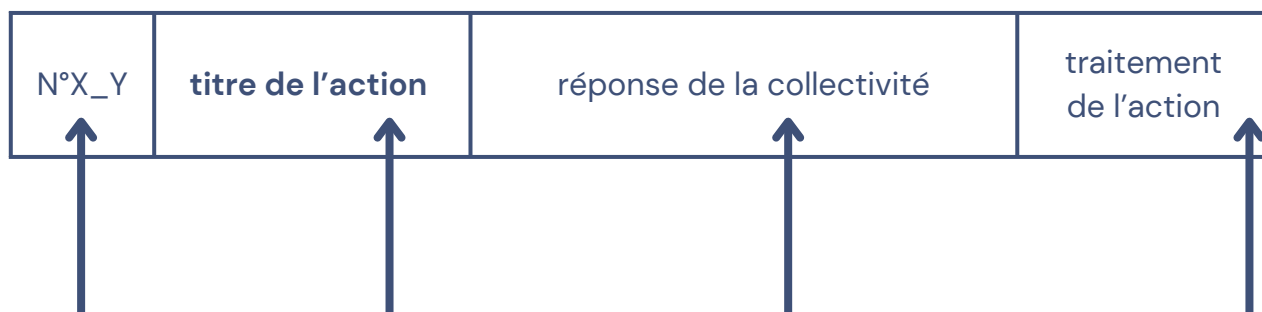 N°X_Y
titre de l’action
réponse de la collectivité
traitement
de l’action